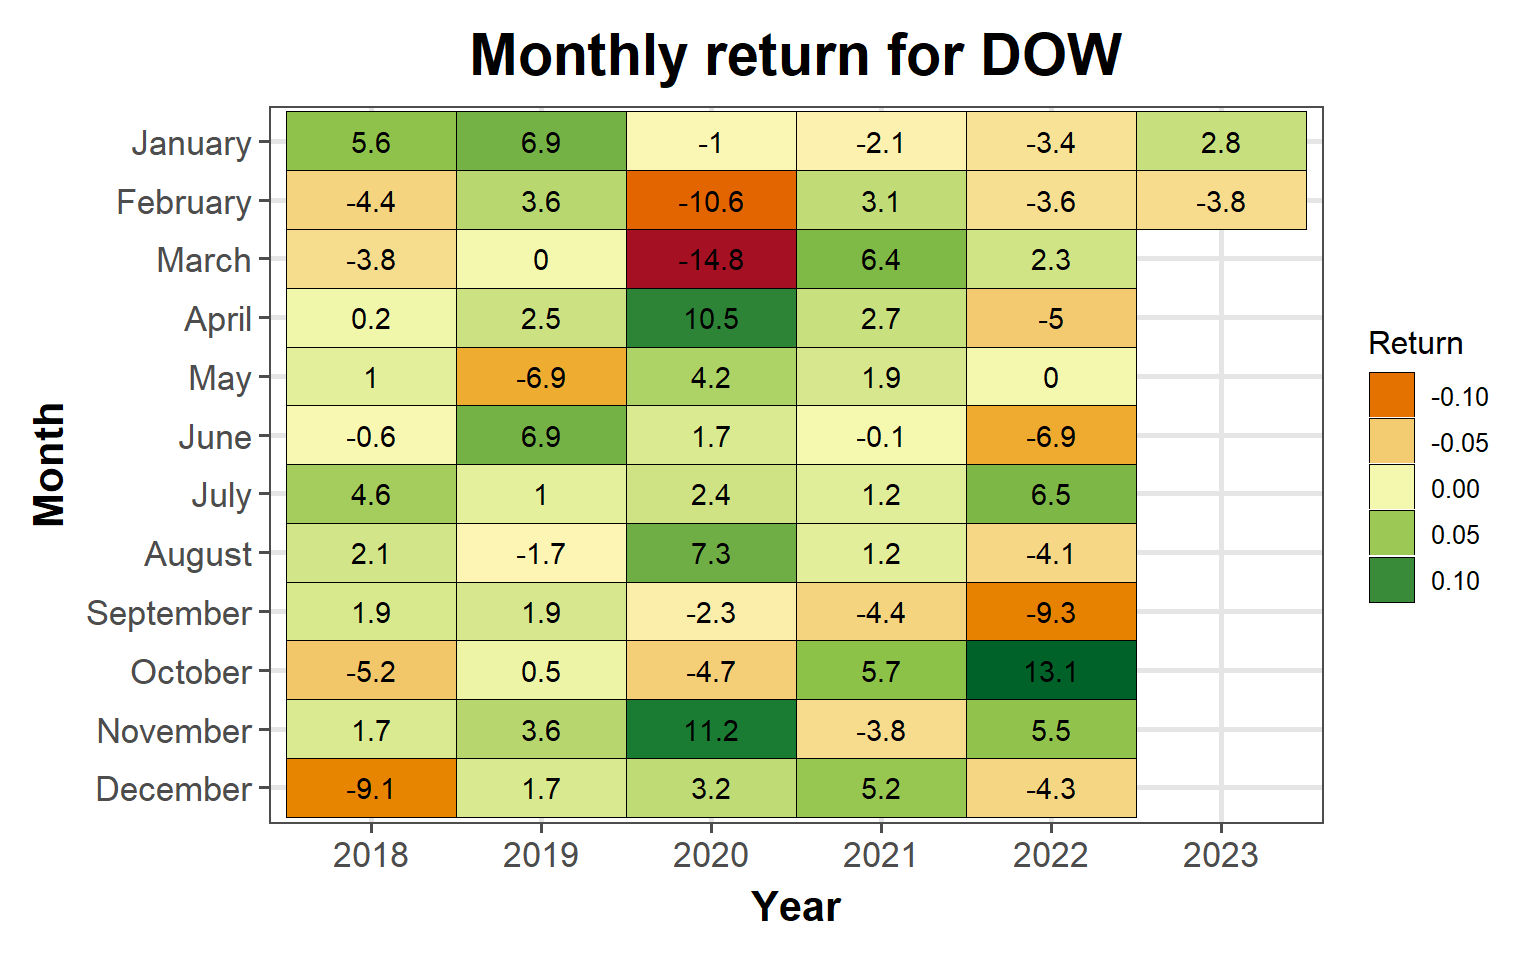 Monthly return for DOW
January 5.6 6.9 -1 -2.1 -3.4 2.8
February -4.4 3.6 -10.6 3.1 -3.6 -3.8
March -3.8 0 -14.8 6.4 2.3
April 0.2 2.5 10.5 2.7 -5
May 1 -6.9 4.2 1.9 0
June -0.6 6.9 1.7 -0.1 -6.9
July 4.6 1 2.4 1.2 6.5
August 2.1 -1.7 7.3 1.2 -4.1
September 1.9 1.9 -2.3 -4.4 -9.3
October -5.2 0.5 -4.7 5.7 13.1
November 1.7 3.6 11.2 -3.8 5.5
December -9.1 1.7 3.2 5.2 -4.3
2018 2019 2020 2021 2022 2023
Year
Month
Return
-0.10
-0.05
0.00
0.05
0.10